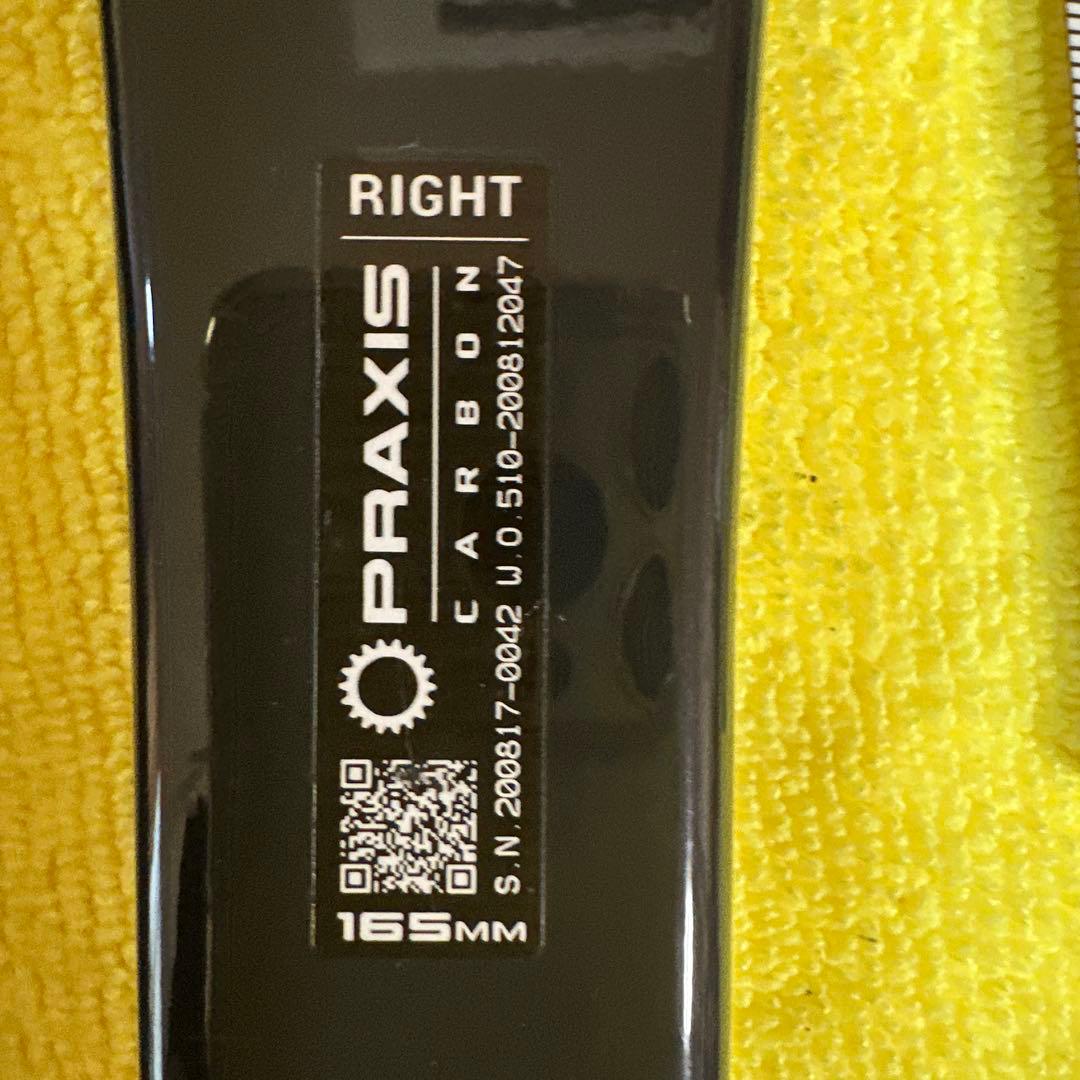 RIGHT
PRAXIS
CARBON
S.N.200817-0042 W.O.510-200812047
165MM